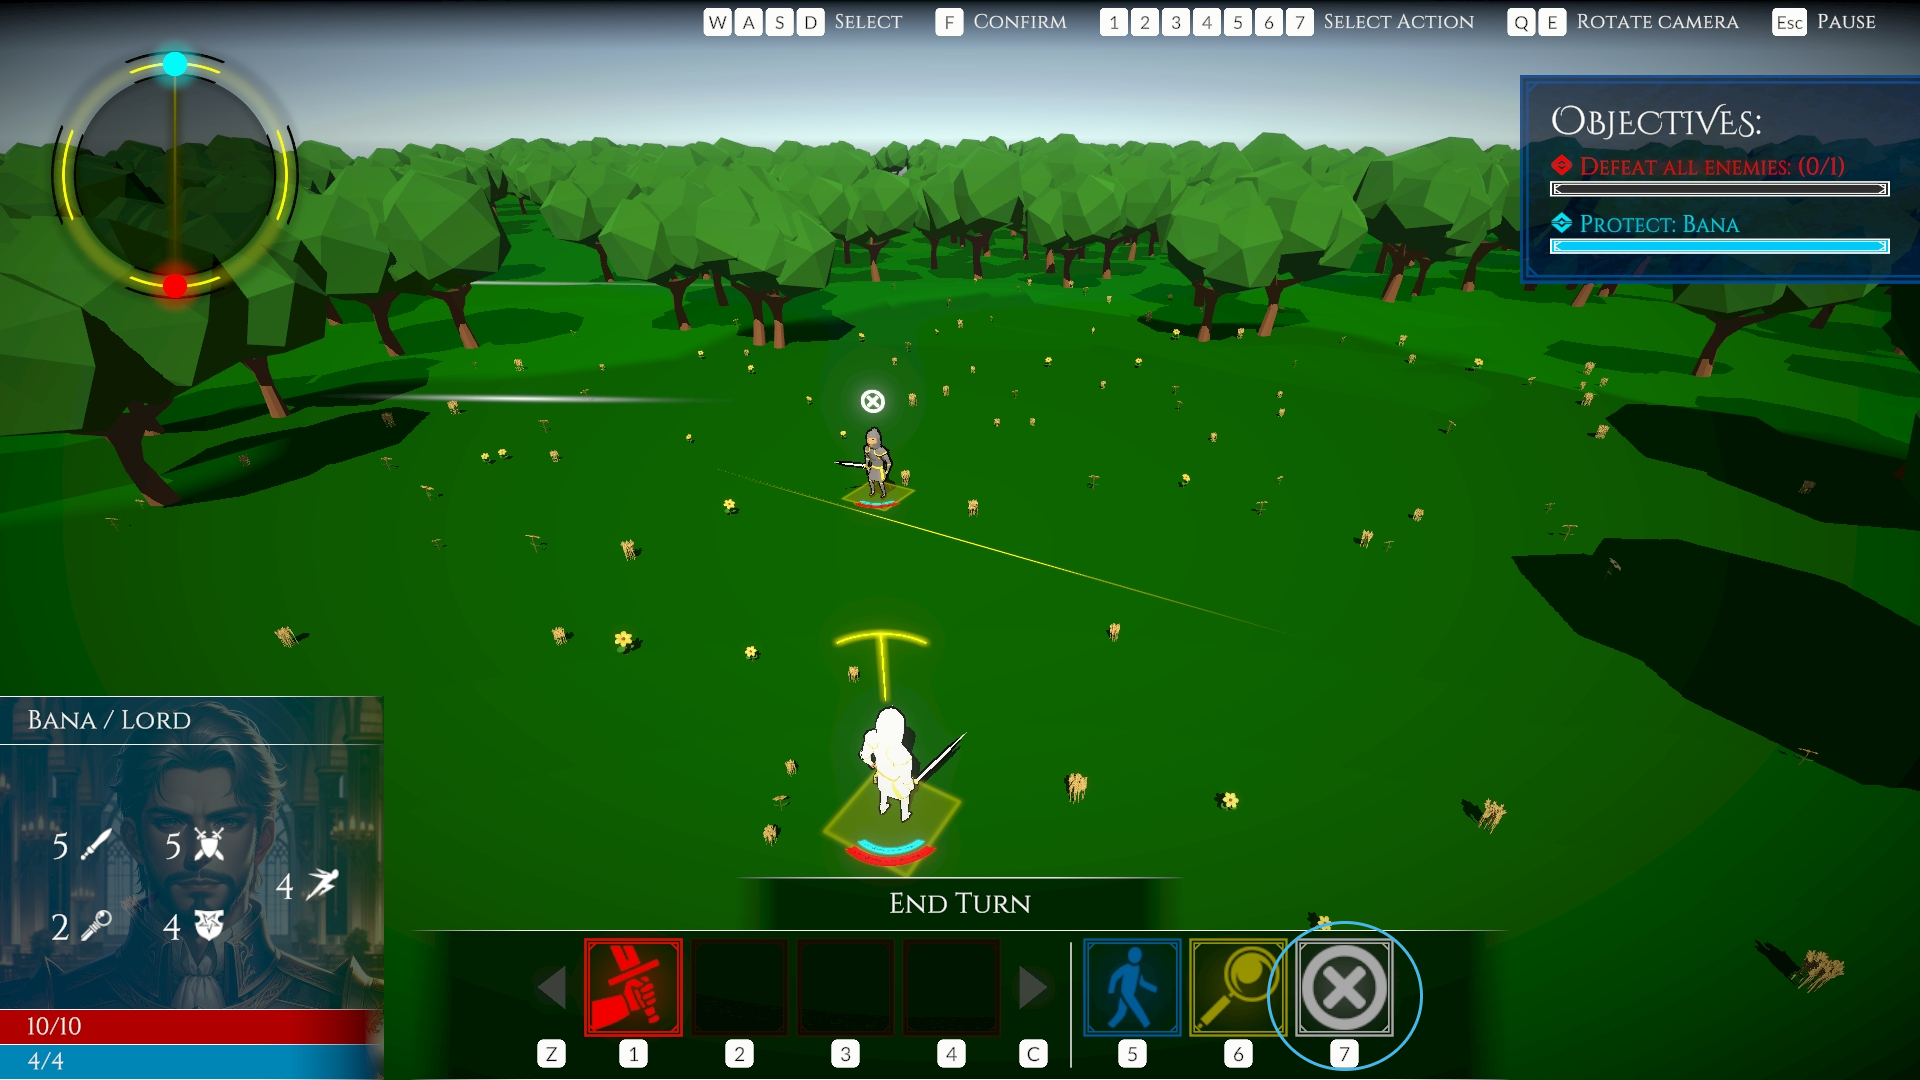 W A S D Select F Confirm 1 2 3 4 5 6 7 Select Action Q E Rotate camera Esc Pause
Objectives:
Defeat all enemies: (0/1)
Protect: Bana
Bana / Lord
5 5
4
2 4
10/10
4/4
End Turn
Z 1 2 3 4 C 5 6 7